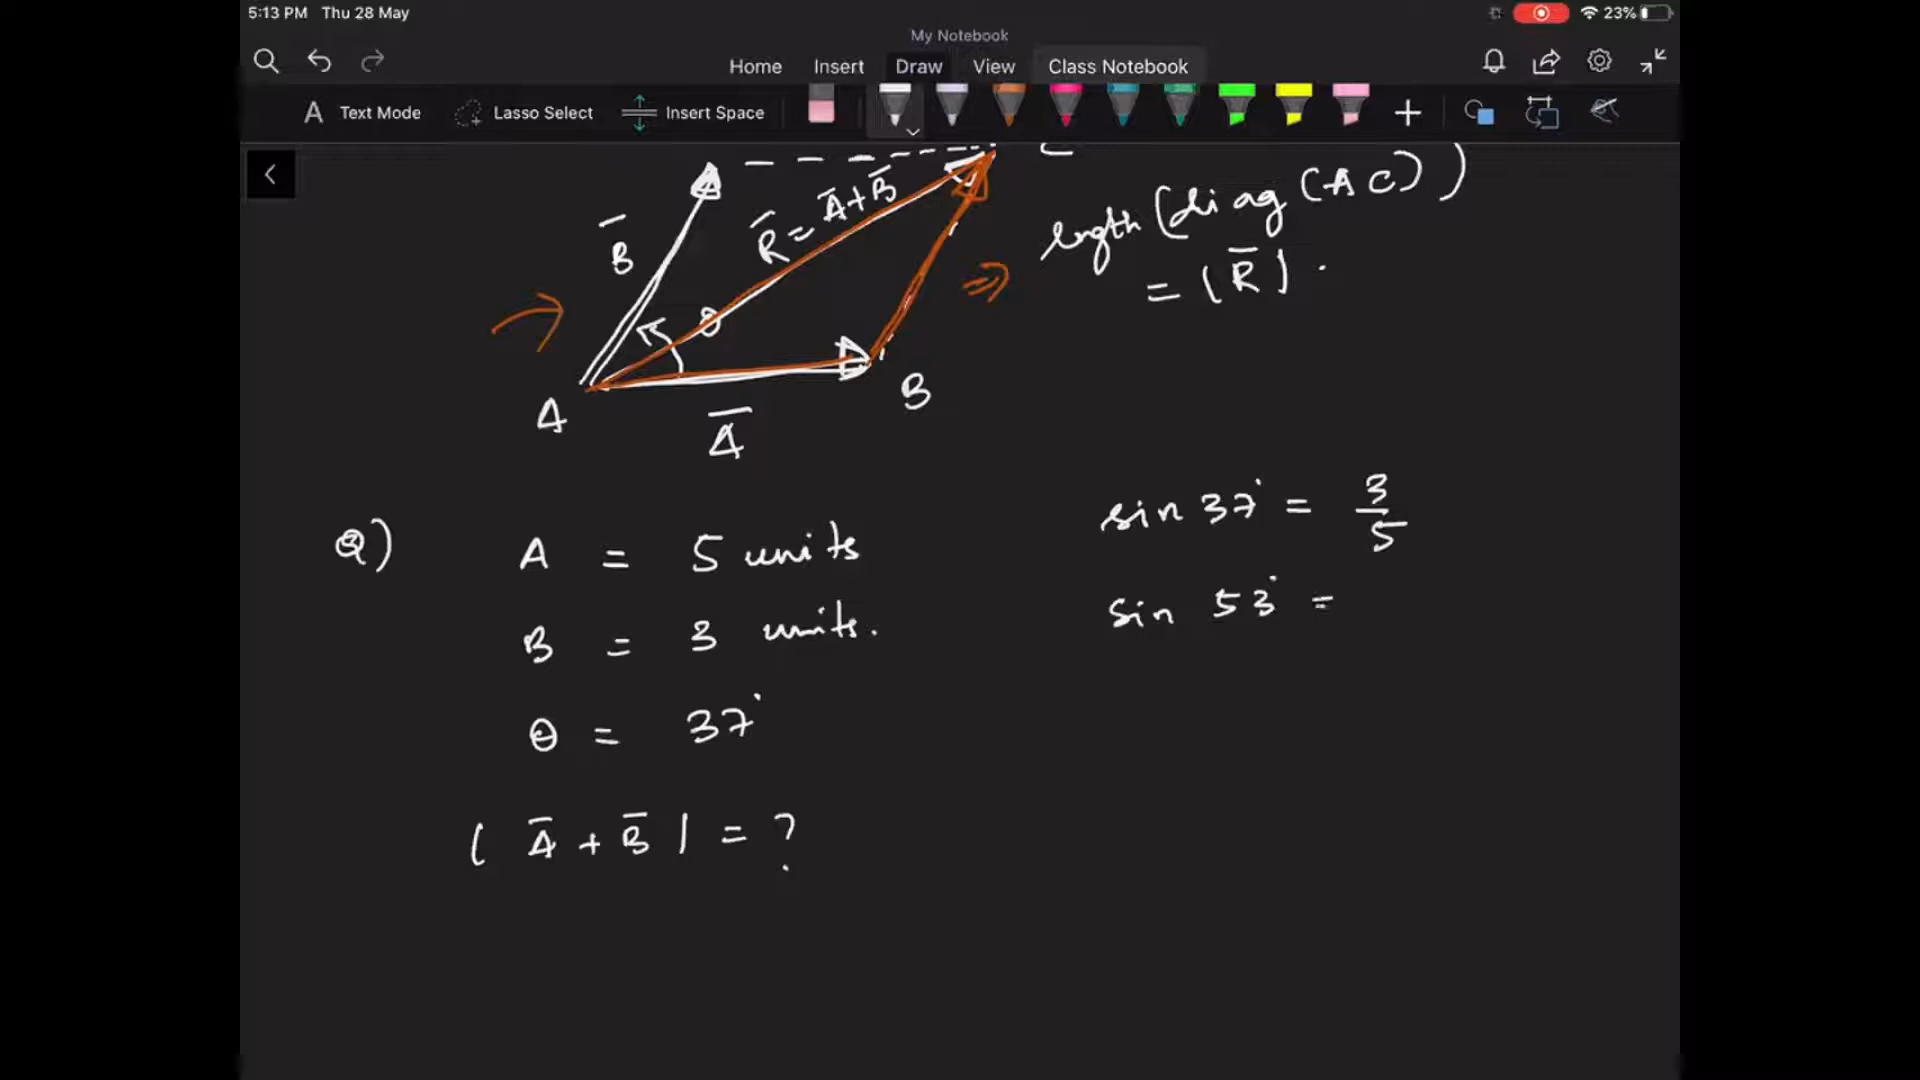 5:13 PM Thu 28 May
23%
My Notebook
Home Insert Draw View Class Notebook
A Text Mode Lasso Select Insert Space
B̅
R̅ = A̅+B̅
θ
A
A̅
B
length (diag (AC))
= |R̅| .
Q) A = 5 units
B = 3 units.
θ = 37°
|A̅ + B̅| = ?
sin 37° = 3/5
sin 53° =